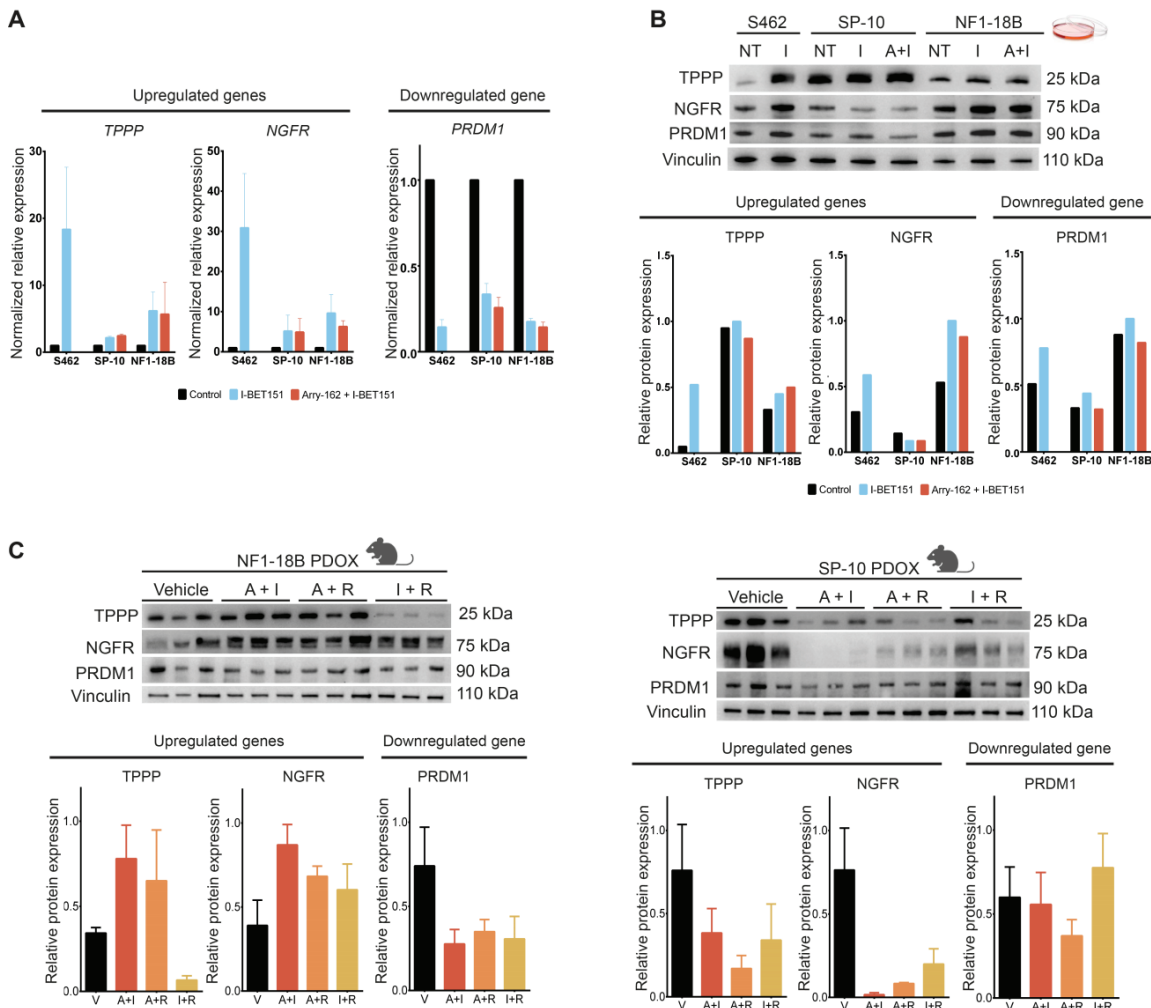 A
Upregulated genes
Downregulated gene
TPPP
NGFR
PRDM1
Normalized relative expression
30
20
10
5
0
S462
SP-10
NF1-18B
Normalized relative expression
50
40
30
20
10
5
0
S462
SP-10
NF1-18B
Normalized relative expression
1.0
0.5
0.0
S462
SP-10
NF1-18B
Control
I-BET151
Arry-162 + I-BET151
B
S462
SP-10
NF1-18B
NT I NT I A+I NT I A+I
TPPP 25 kDa
NGFR 75 kDa
PRDM1 90 kDa
Vinculin 110 kDa
Upregulated genes
Downregulated gene
TPPP
NGFR
PRDM1
Relative protein expression
1.5
1.0
0.5
0.0
S462
SP-10
NF1-18B
Relative protein expression
1.5
1.0
0.5
0.0
S462
SP-10
NF1-18B
Relative protein expression
1.5
1.0
0.5
0.0
S462
SP-10
NF1-18B
Control
I-BET151
Arry-162 + I-BET151
C
NF1-18B PDOX
Vehicle A + I A + R I + R
TPPP 25 kDa
NGFR 75 kDa
PRDM1 90 kDa
Vinculin 110 kDa
Upregulated genes
Downregulated gene
TPPP
NGFR
PRDM1
Relative protein expression
1.0
0.5
0.0
V A+I A+R I+R
Relative protein expression
1.0
0.5
0.0
V A+I A+R I+R
Relative protein expression
1.0
0.5
0.0
V A+I A+R I+R
SP-10 PDOX
Vehicle A + I A + R I + R
TPPP 25 kDa
NGFR 75 kDa
PRDM1 90 kDa
Vinculin 110 kDa
Upregulated genes
Downregulated gene
TPPP
NGFR
PRDM1
Relative protein expression
1.0
0.5
0.0
V A+I A+R I+R
Relative protein expression
1.0
0.5
0.0
V A+I A+R I+R
Relative protein expression
1.0
0.5
0.0
V A+I A+R I+R